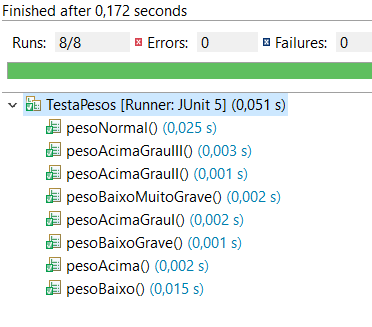 Finished after 0,172 seconds
Runs: 8/8 Errors: 0 Failures: 0
TestaPesos [Runner: JUnit 5] (0,051 s)
pesoNormal() (0,025 s)
pesoAcimaGrauIII() (0,003 s)
pesoAcimaGrauII() (0,001 s)
pesoBaixoMuitoGrave() (0,002 s)
pesoAcimaGrauI() (0,002 s)
pesoBaixoGrave() (0,001 s)
pesoAcima() (0,002 s)
pesoBaixo() (0,015 s)